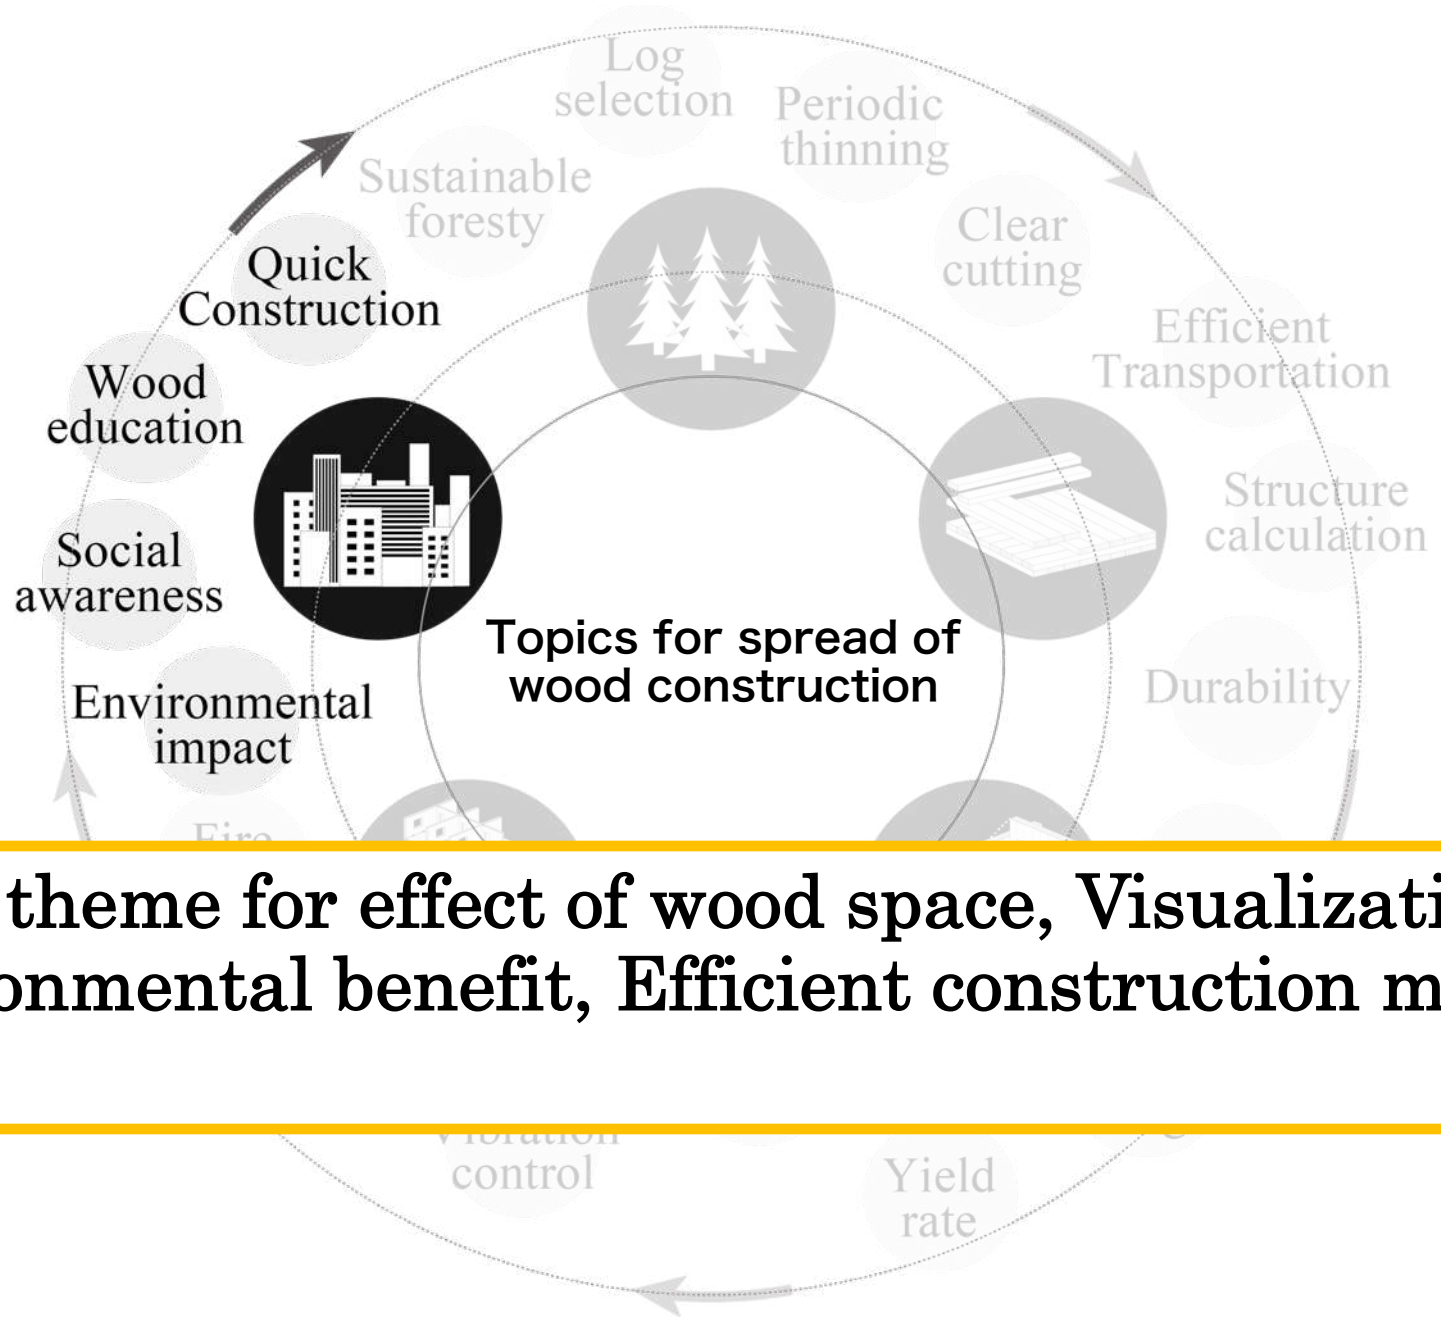 Log
selection
Periodic
thinning
Sustainable
foresty
Clear
cutting
Quick
Construction
Efficient
Transportation
Wood
education
Structure
calculation
Social
awareness
Topics for spread of
wood construction
Durability
Environmental
impact
Fire
theme for effect of wood space,
benefit, Efficient construction
Vibration
control
Yield
rate